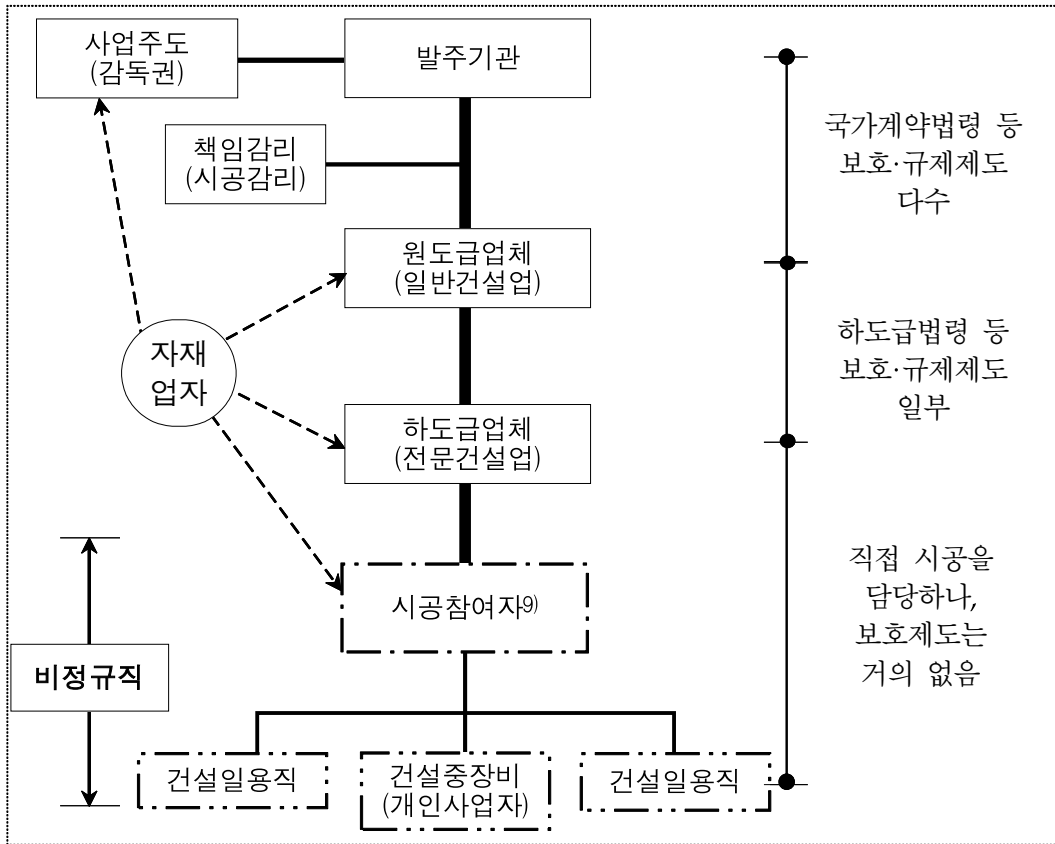 사업주도
(감독권)
발주기관
책임감리
(시공감리)
원도급업체
(일반건설업)
자재
업자
하도급업체
(전문건설업)
시공참여자9)
비정규직
건설일용직
건설중장비
(개인사업자)
건설일용직
국가계약법령 등
보호·규제제도
다수
하도급법령 등
보호·규제제도
일부
직접 시공을
담당하나,
보호제도는
거의 없음